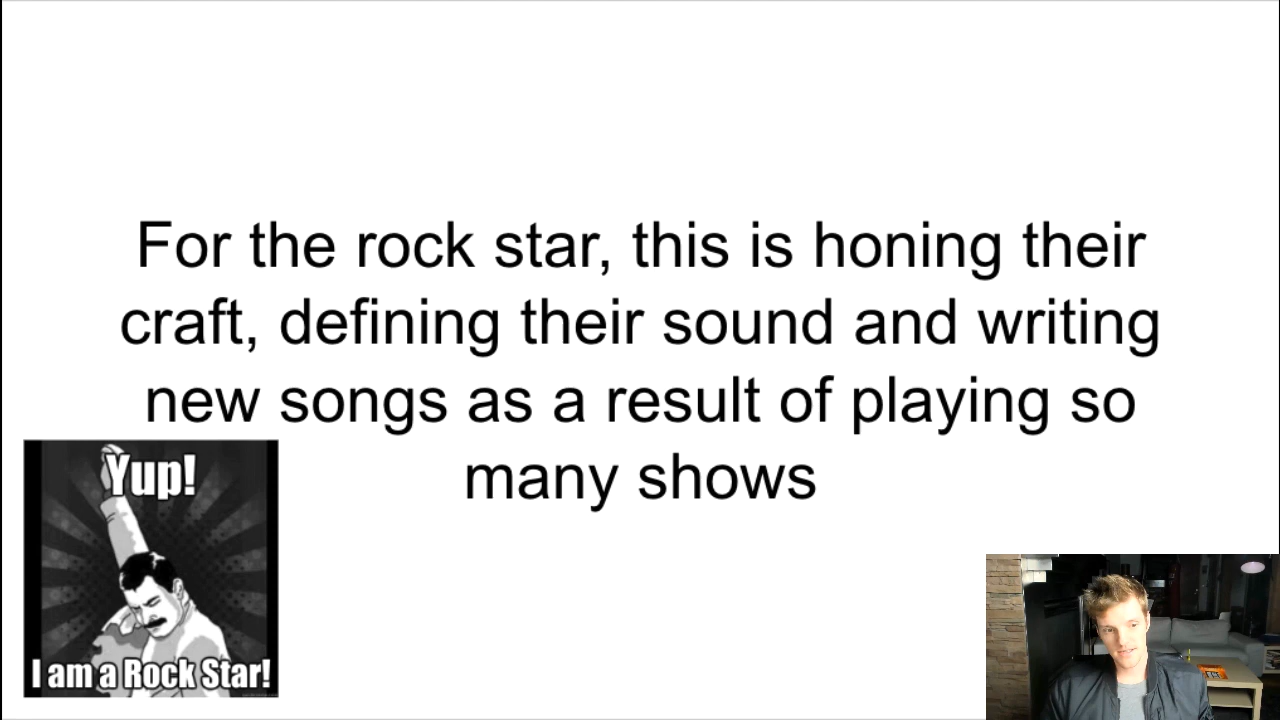 For the rock star, this is honing their
craft, defining their sound and writing
new songs as a result of playing so
many shows
Yup!
I am a Rock Star!